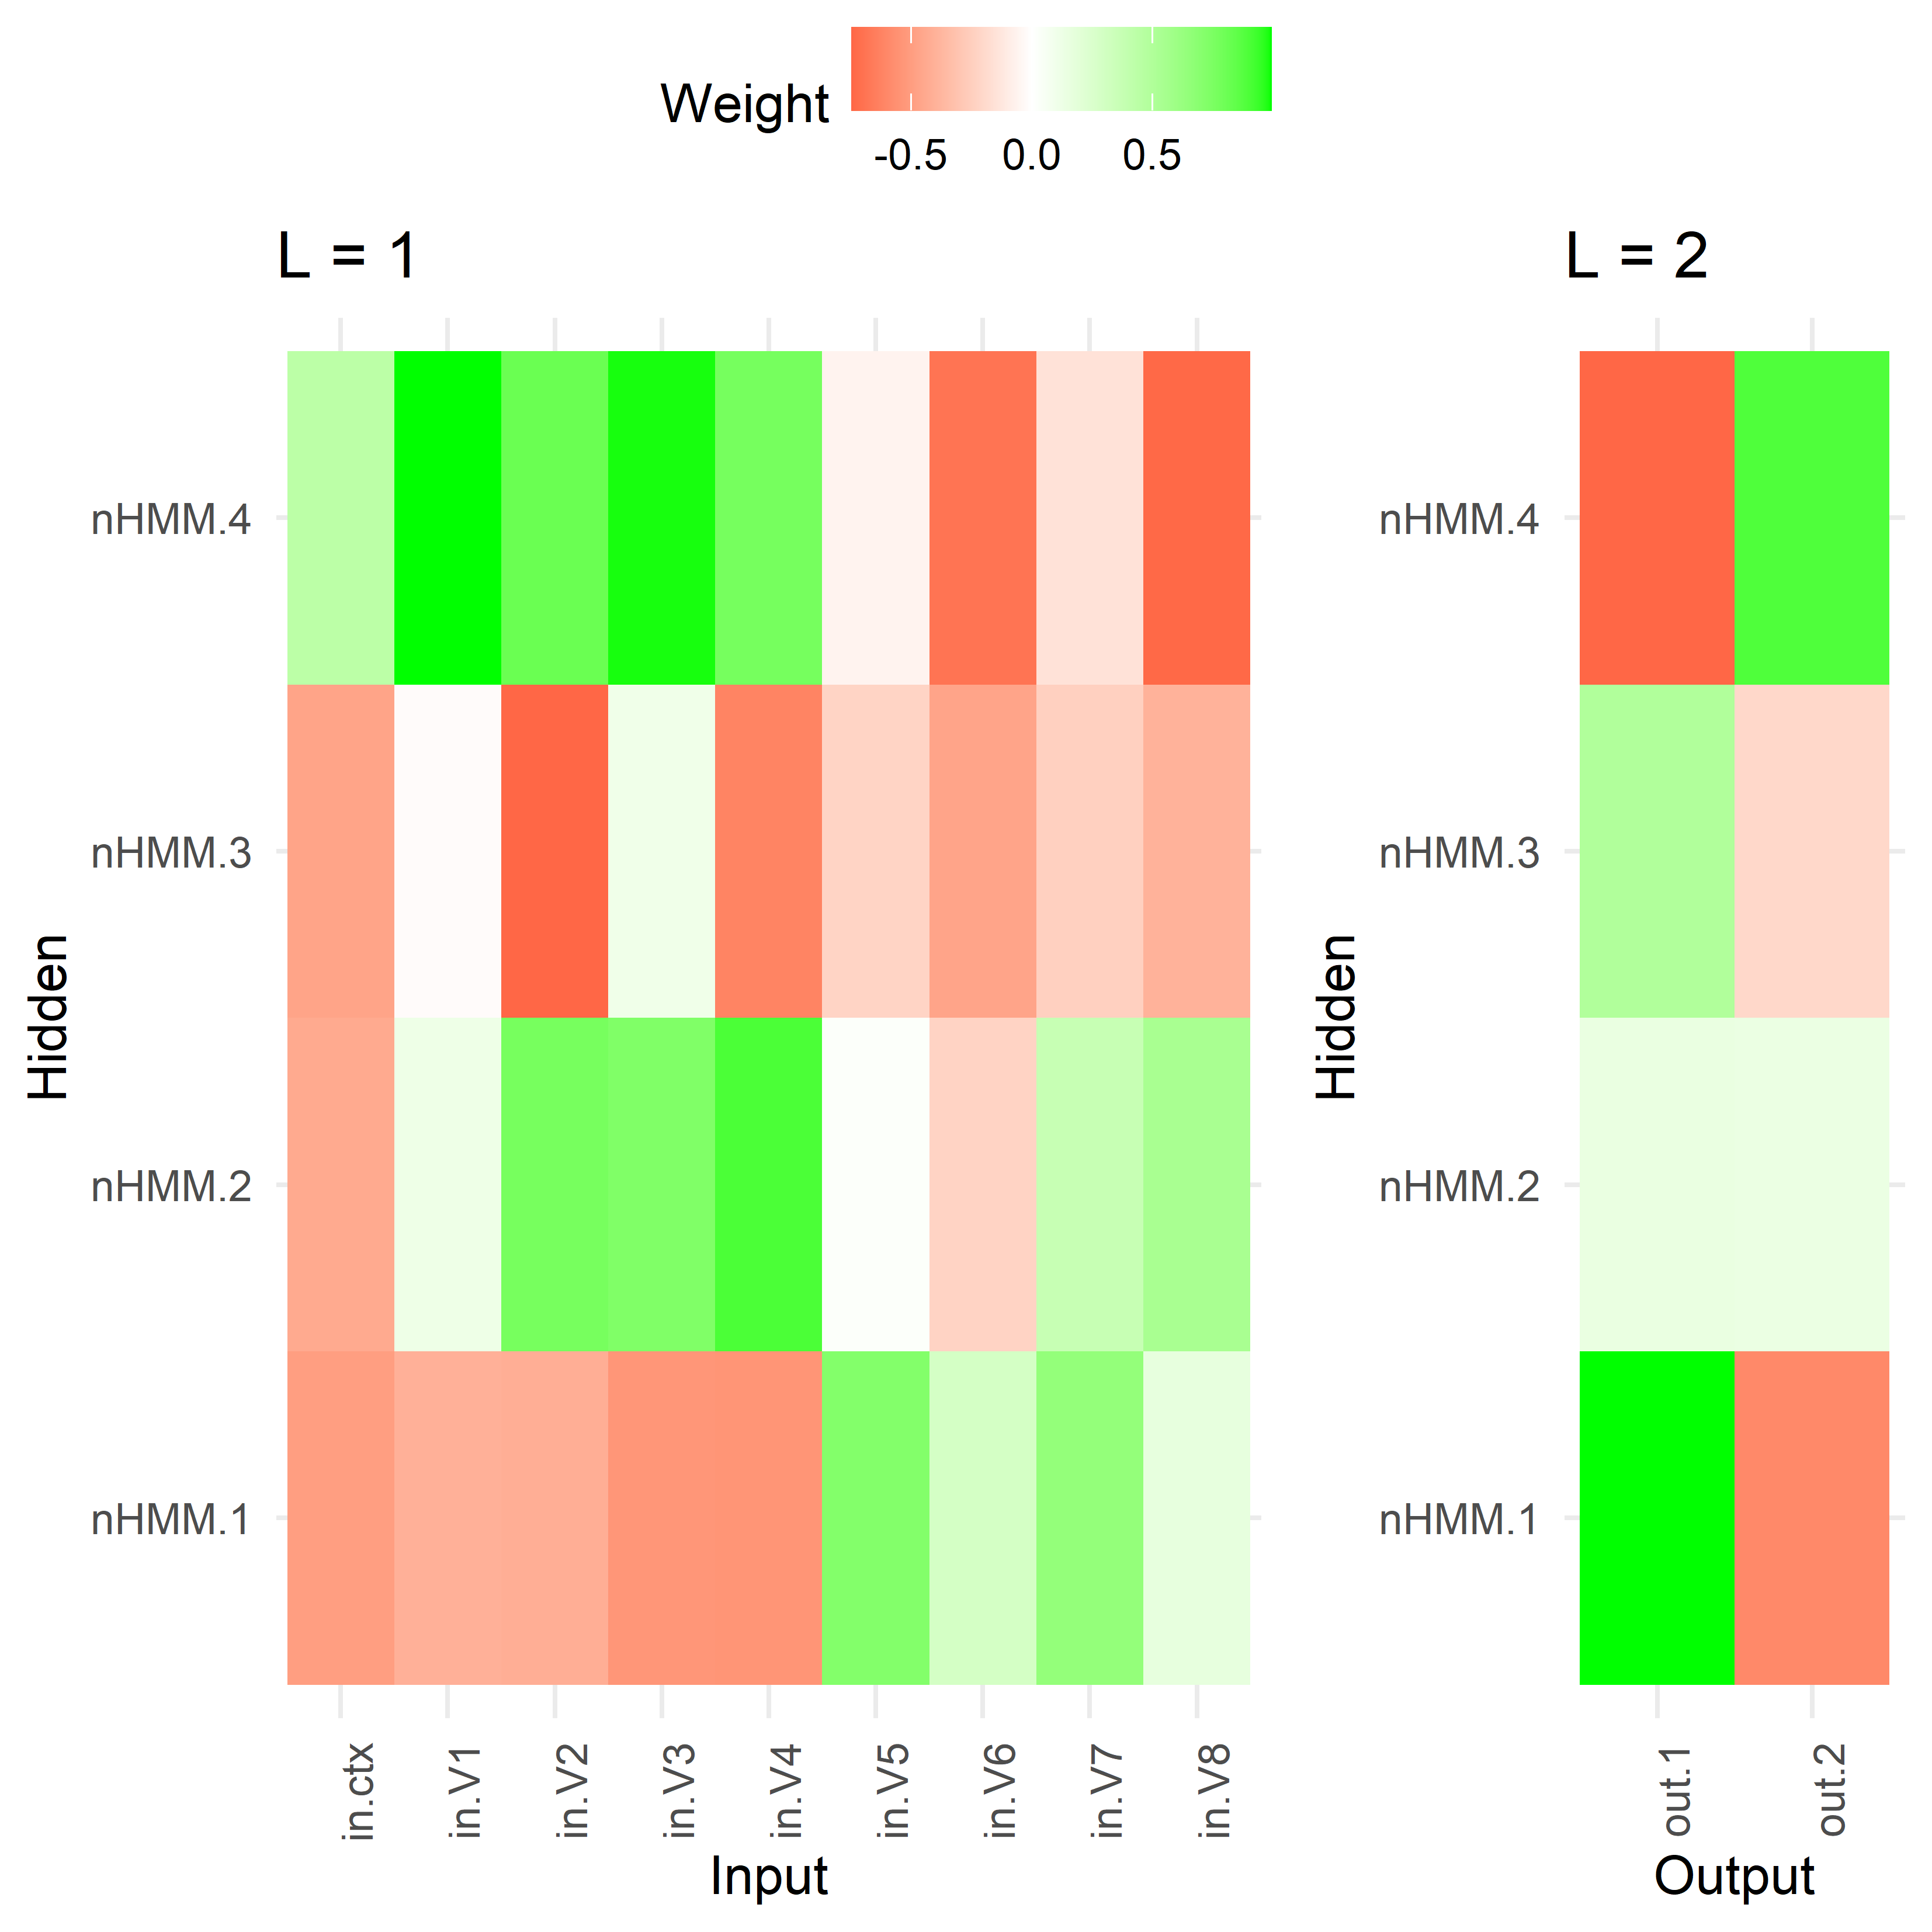 Weight
-0.5 0.0 0.5
L = 1
nHMM.4
nHMM.3
nHMM.2
nHMM.1
Hidden
in.ctx in.V1 in.V2 in.V3 in.V4 in.V5 in.V6 in.V7 in.V8
Input
L = 2
nHMM.4
nHMM.3
nHMM.2
nHMM.1
Hidden
out.1 out.2
Output